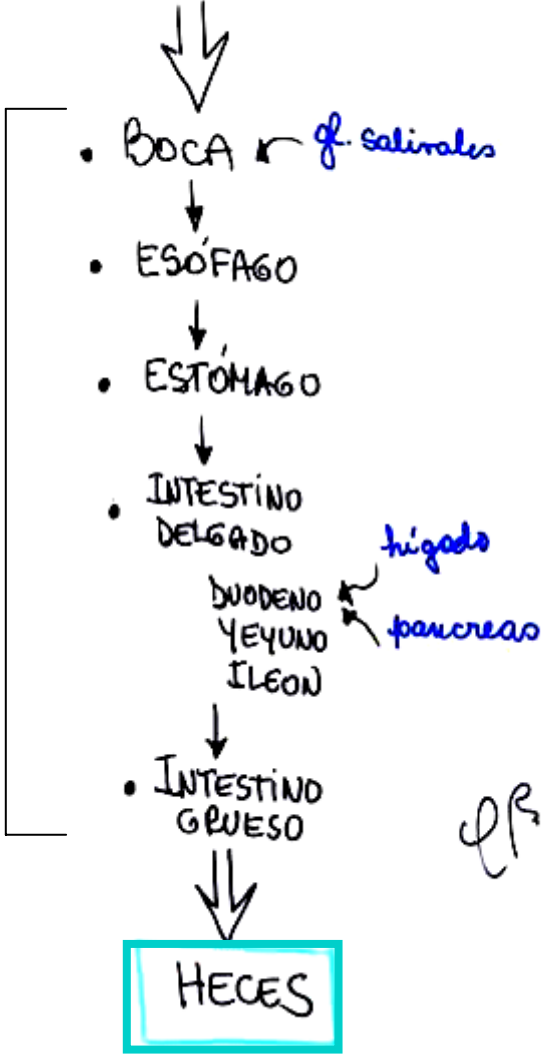 • BOCA
gl. salivales
• ESÓFAGO
• ESTÓMAGO
• INTESTINO
DELGADO
hígado
DUODENO
YEYUNO
pancreas
ILEON
• INTESTINO
GRUESO
HECES